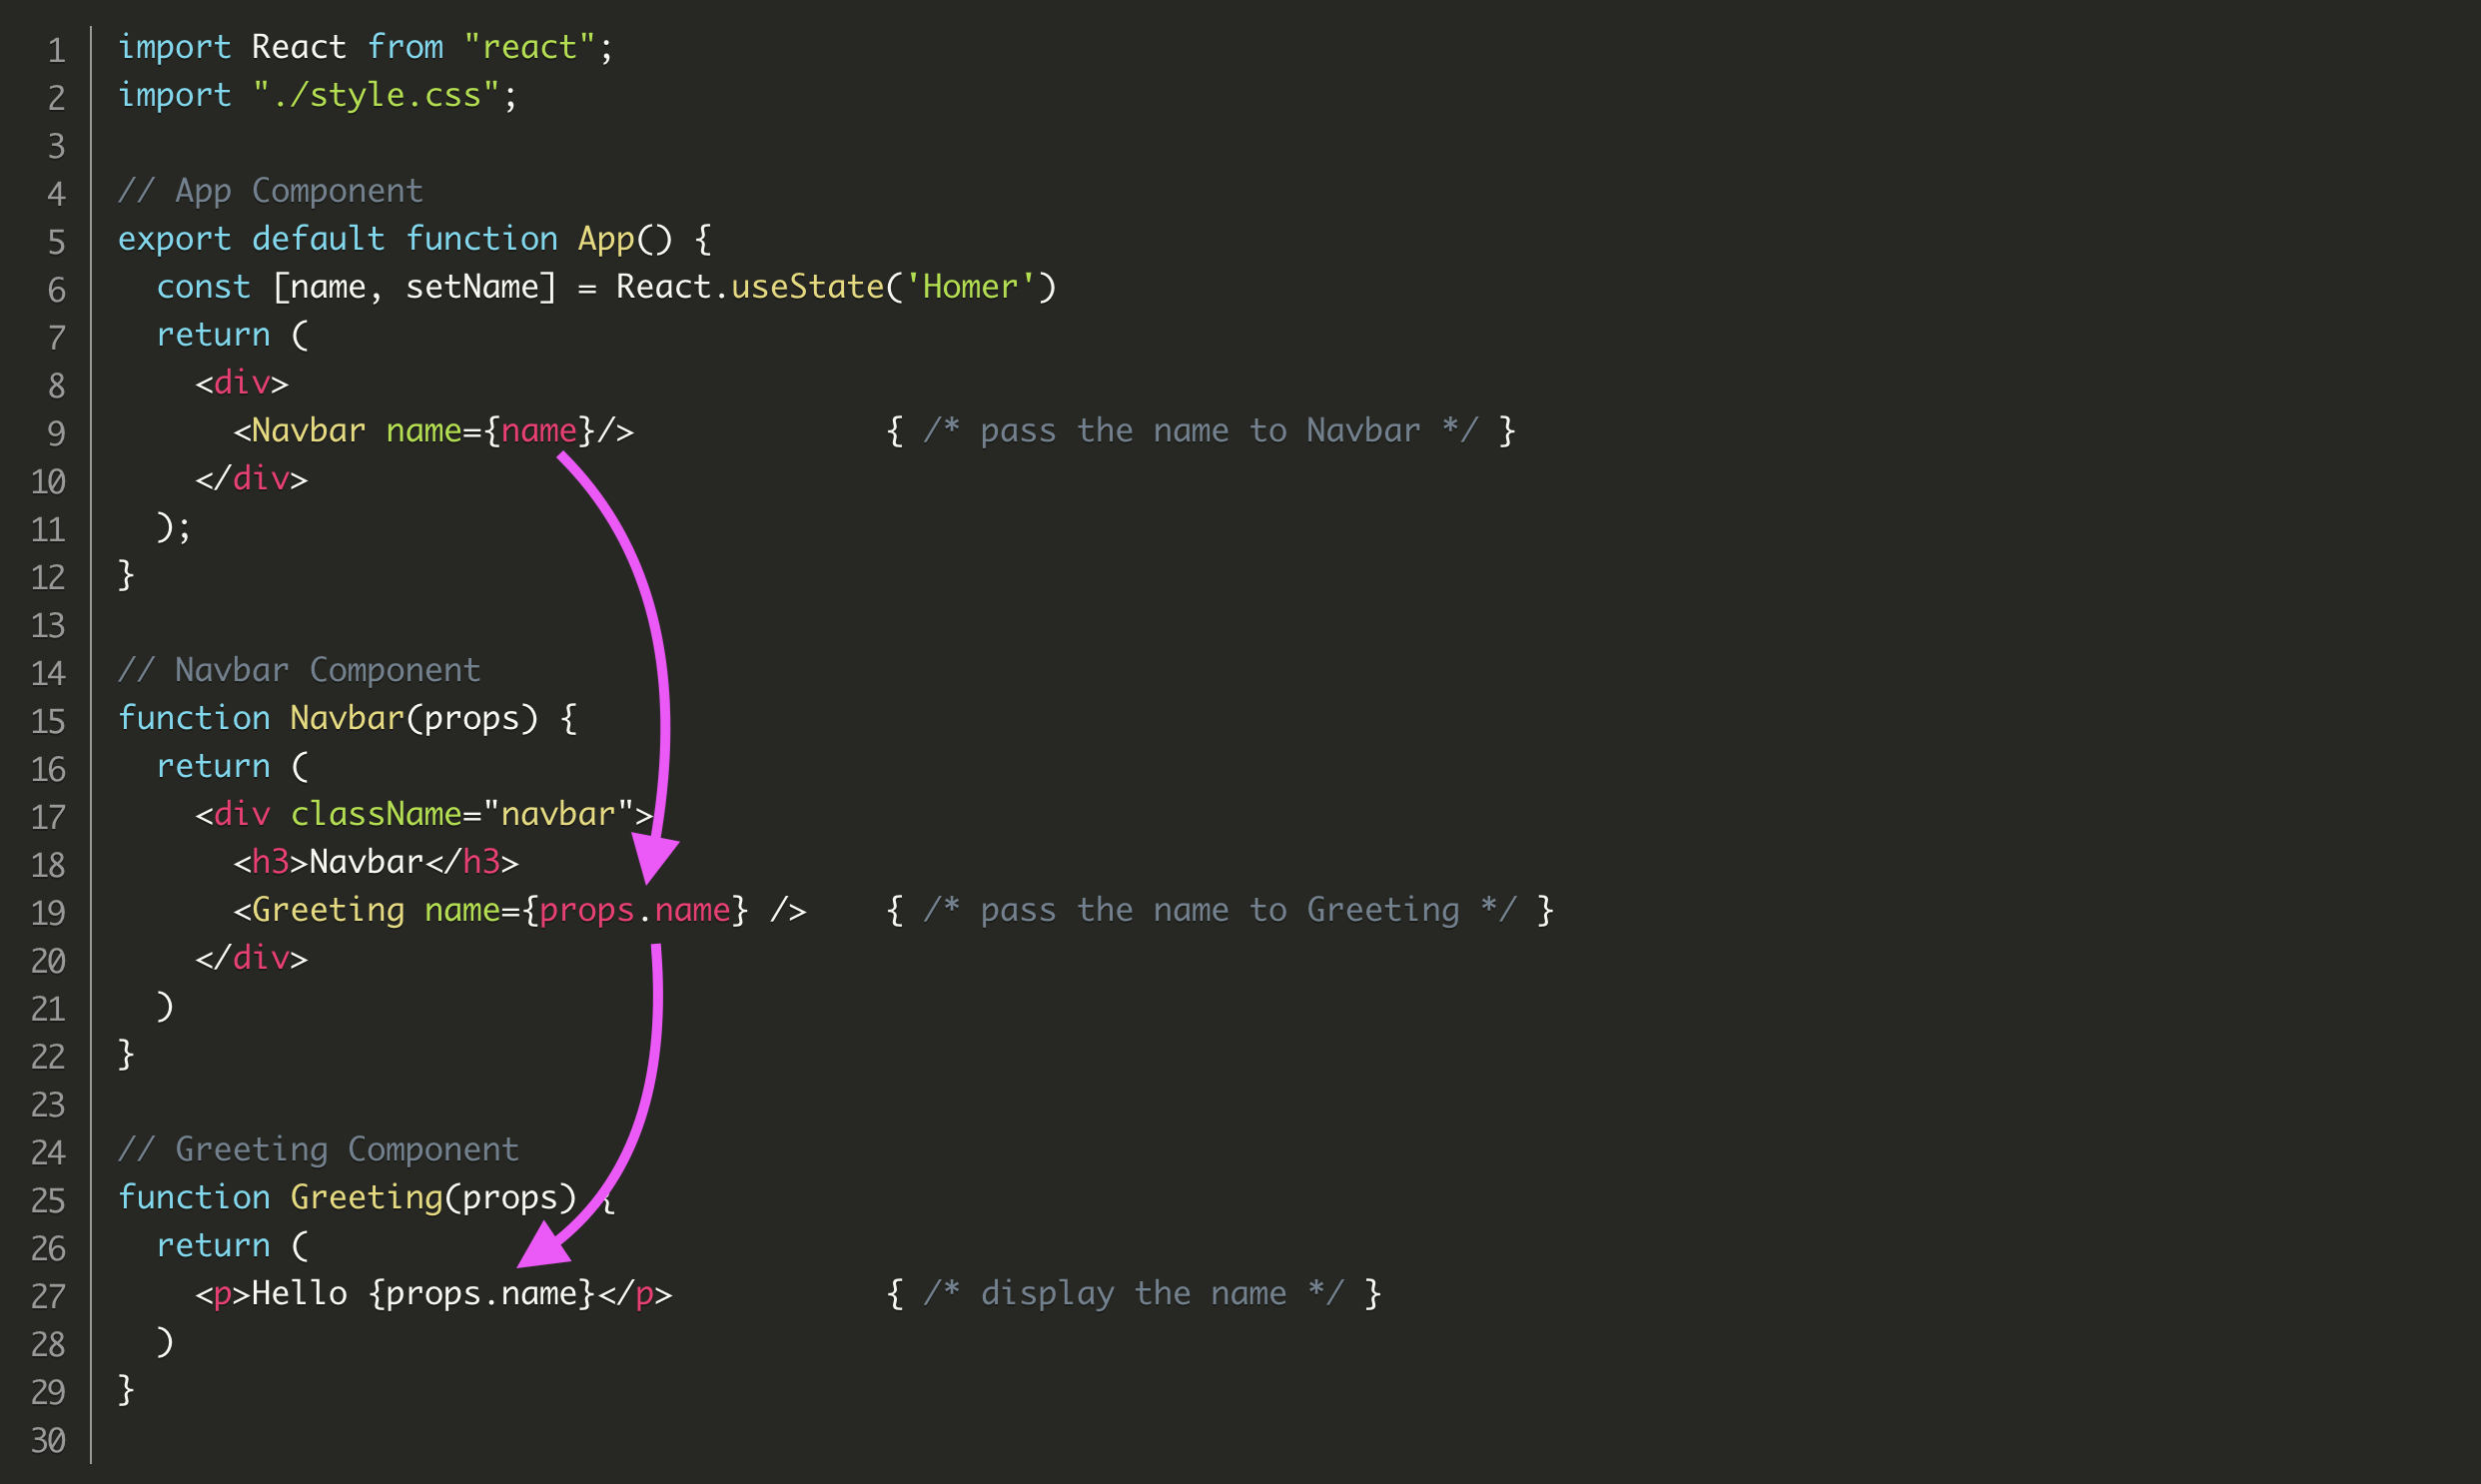 1 import React from "react";
2 import "./style.css";
3
4 // App Component
5 export default function App() {
6   const [name, setName] = React.useState('Homer')
7   return (
8     <div>
9       <Navbar name={name}/>             { /* pass the name to Navbar */ }
10     </div>
11   );
12 }
13
14 // Navbar Component
15 function Navbar(props) {
16   return (
17     <div className="navbar">
18       <h3>Navbar</h3>
19       <Greeting name={props.name} />    { /* pass the name to Greeting */ }
20     </div>
21   )
22 }
23
24 // Greeting Component
25 function Greeting(props) {
26   return (
27     <p>Hello {props.name}</p>           { /* display the name */ }
28   )
29 }
30